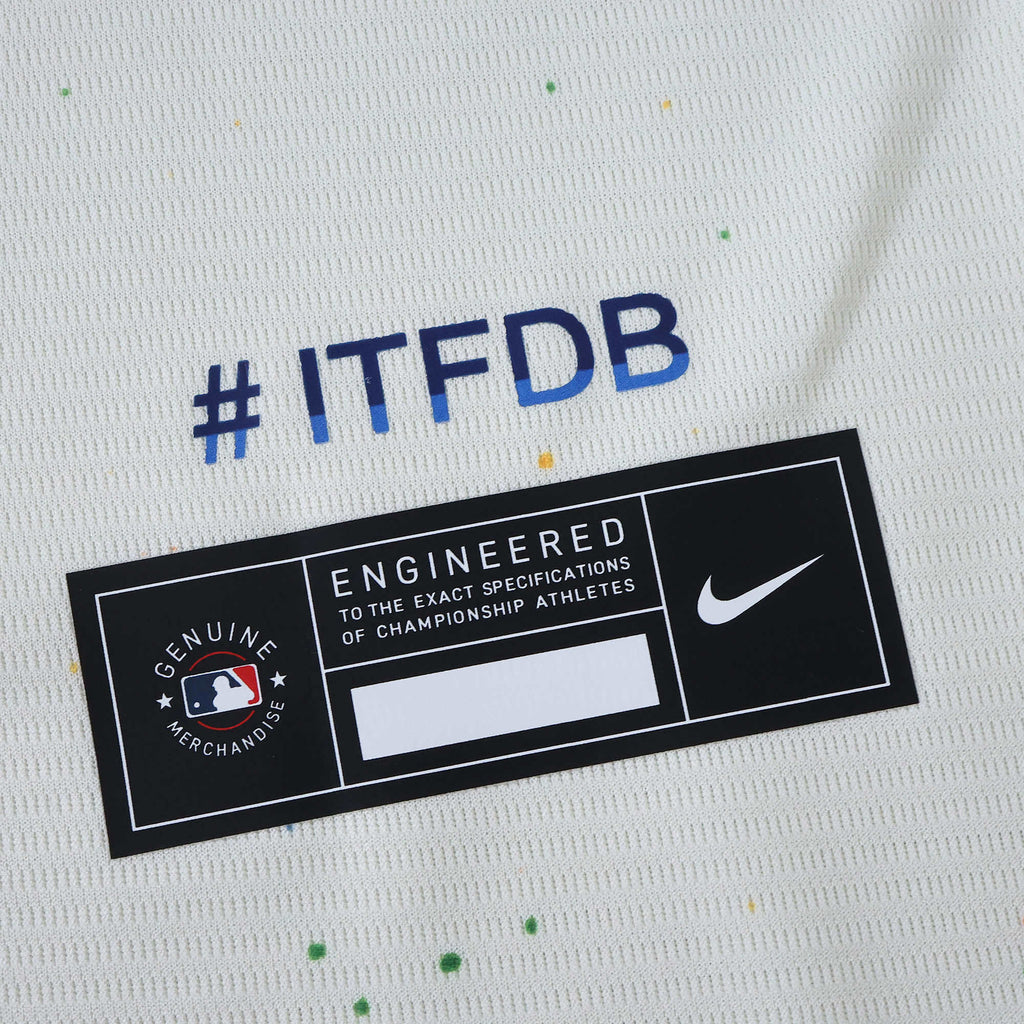 #ITFDB
ENGINEERED
TO THE EXACT SPECIFICATIONS
OF CHAMPIONSHIP ATHLETES
GENUINE
MERCHANDISE